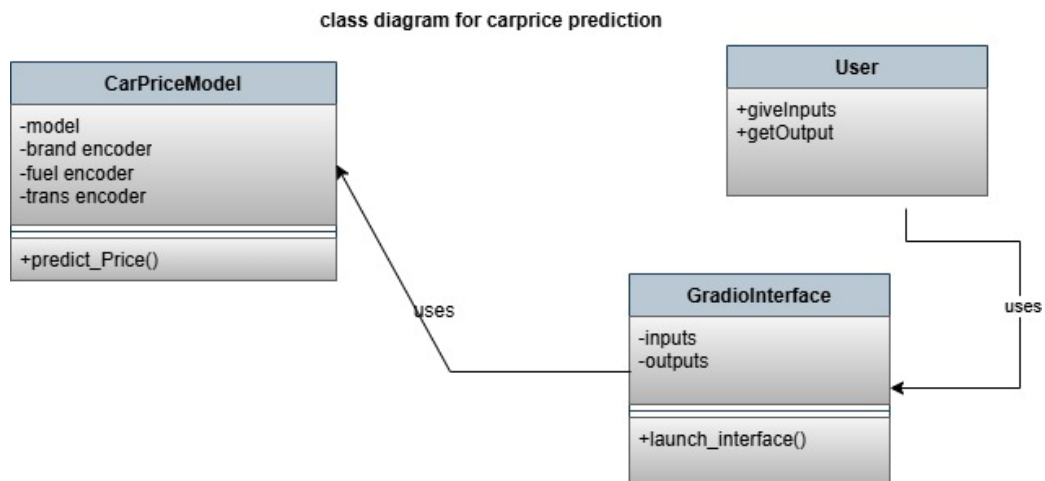 class diagram for carprice prediction
CarPriceModel
-model
-brand encoder
-fuel encoder
-trans encoder
+predict_Price()
User
+giveInputs
+getOutput
uses
uses
GradioInterface
-inputs
-outputs
+launch_interface()